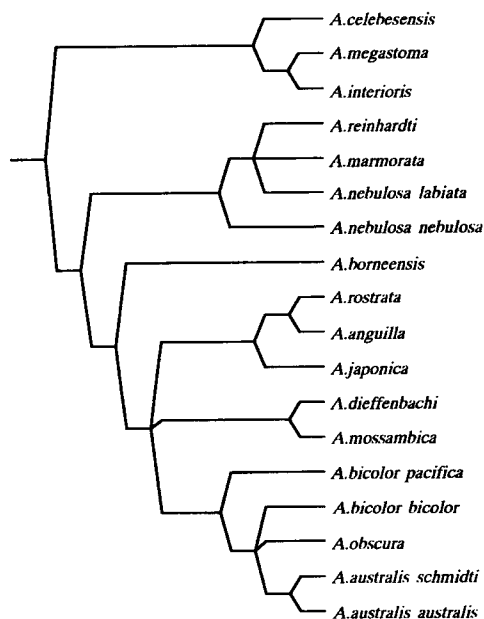 A.celebesensis
A.megastoma
A.interioris
A.reinhardti
A.marmorata
A.nebulosa labiata
A.nebulosa nebulosa
A.borneensis
A.rostrata
A.anguilla
A.japonica
A.dieffenbachi
A.mossambica
A.bicolor pacifica
A.bicolor bicolor
A.obscura
A.australis schmidti
A.australis australis